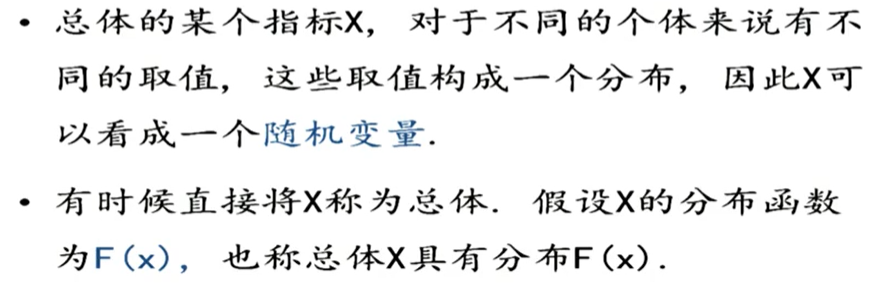 • 总体的某个指标X, 对于不同的个体来说有不
同的取值, 这些取值构成一个分布, 因此X可
以看成一个随机变量.
• 有时候直接将X称为总体. 假设X的分布函数
为F(x), 也称总体X具有分布F(x).